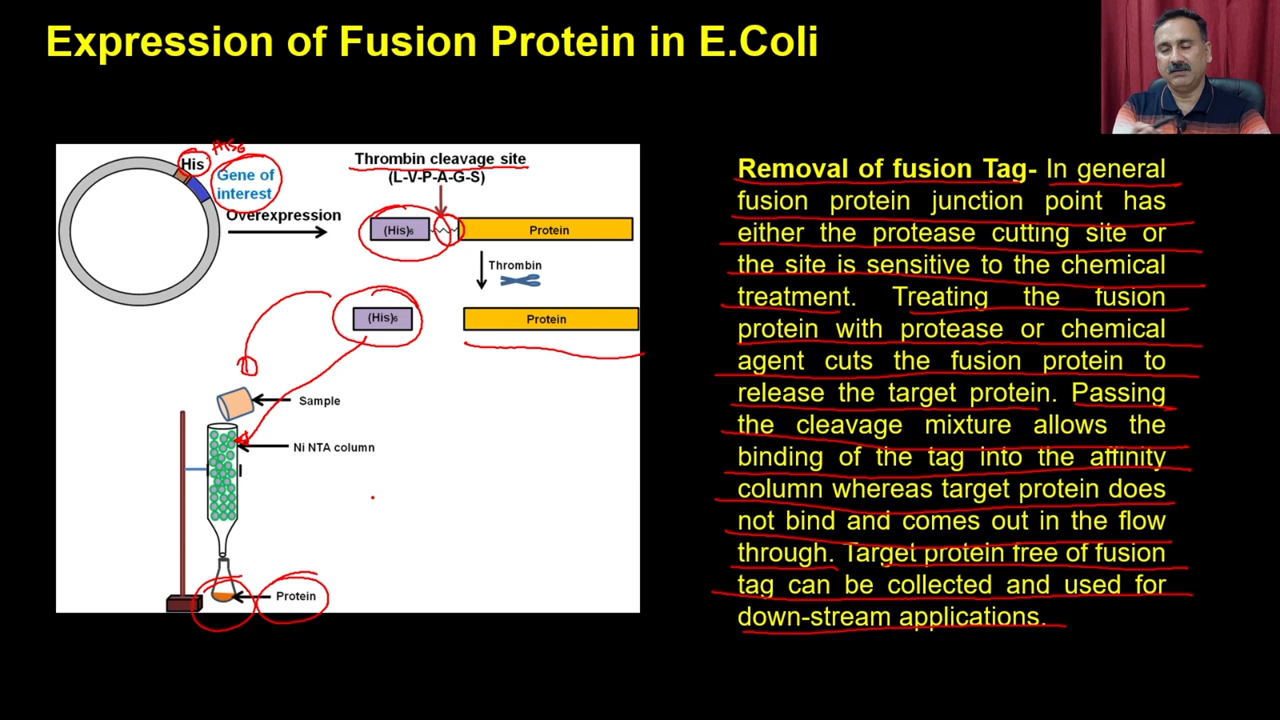 Expression of Fusion Protein in E.Coli
His
His6
Gene of
interest
Overexpression
Thrombin cleavage site
(L-V-P-A-G-S)
(His)₆
Protein
Thrombin
(His)₆
Protein
Sample
Ni NTA column
Protein
Removal of fusion Tag- In general
fusion protein junction point has
either the protease cutting site or
the site is sensitive to the chemical
treatment. Treating the fusion
protein with protease or chemical
agent cuts the fusion protein to
release the target protein. Passing
the cleavage mixture allows the
binding of the tag into the affinity
column whereas target protein does
not bind and comes out in the flow
through. Target protein free of fusion
tag can be collected and used for
down-stream applications.